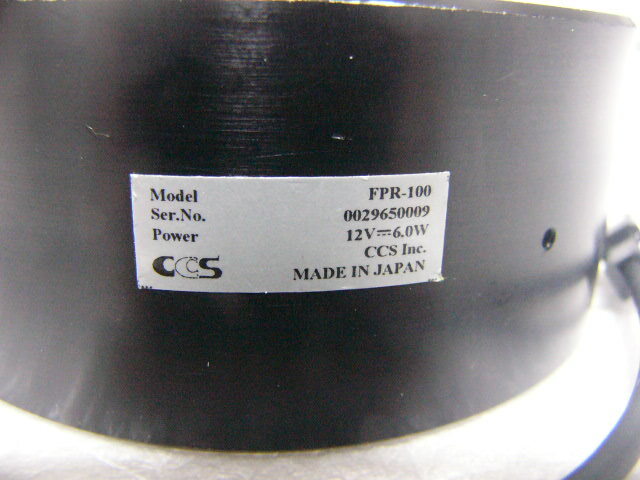 Model FPR-100
Ser.No. 0029650009
Power 12V⎓6.0W
CCS Inc.
CCS MADE IN JAPAN